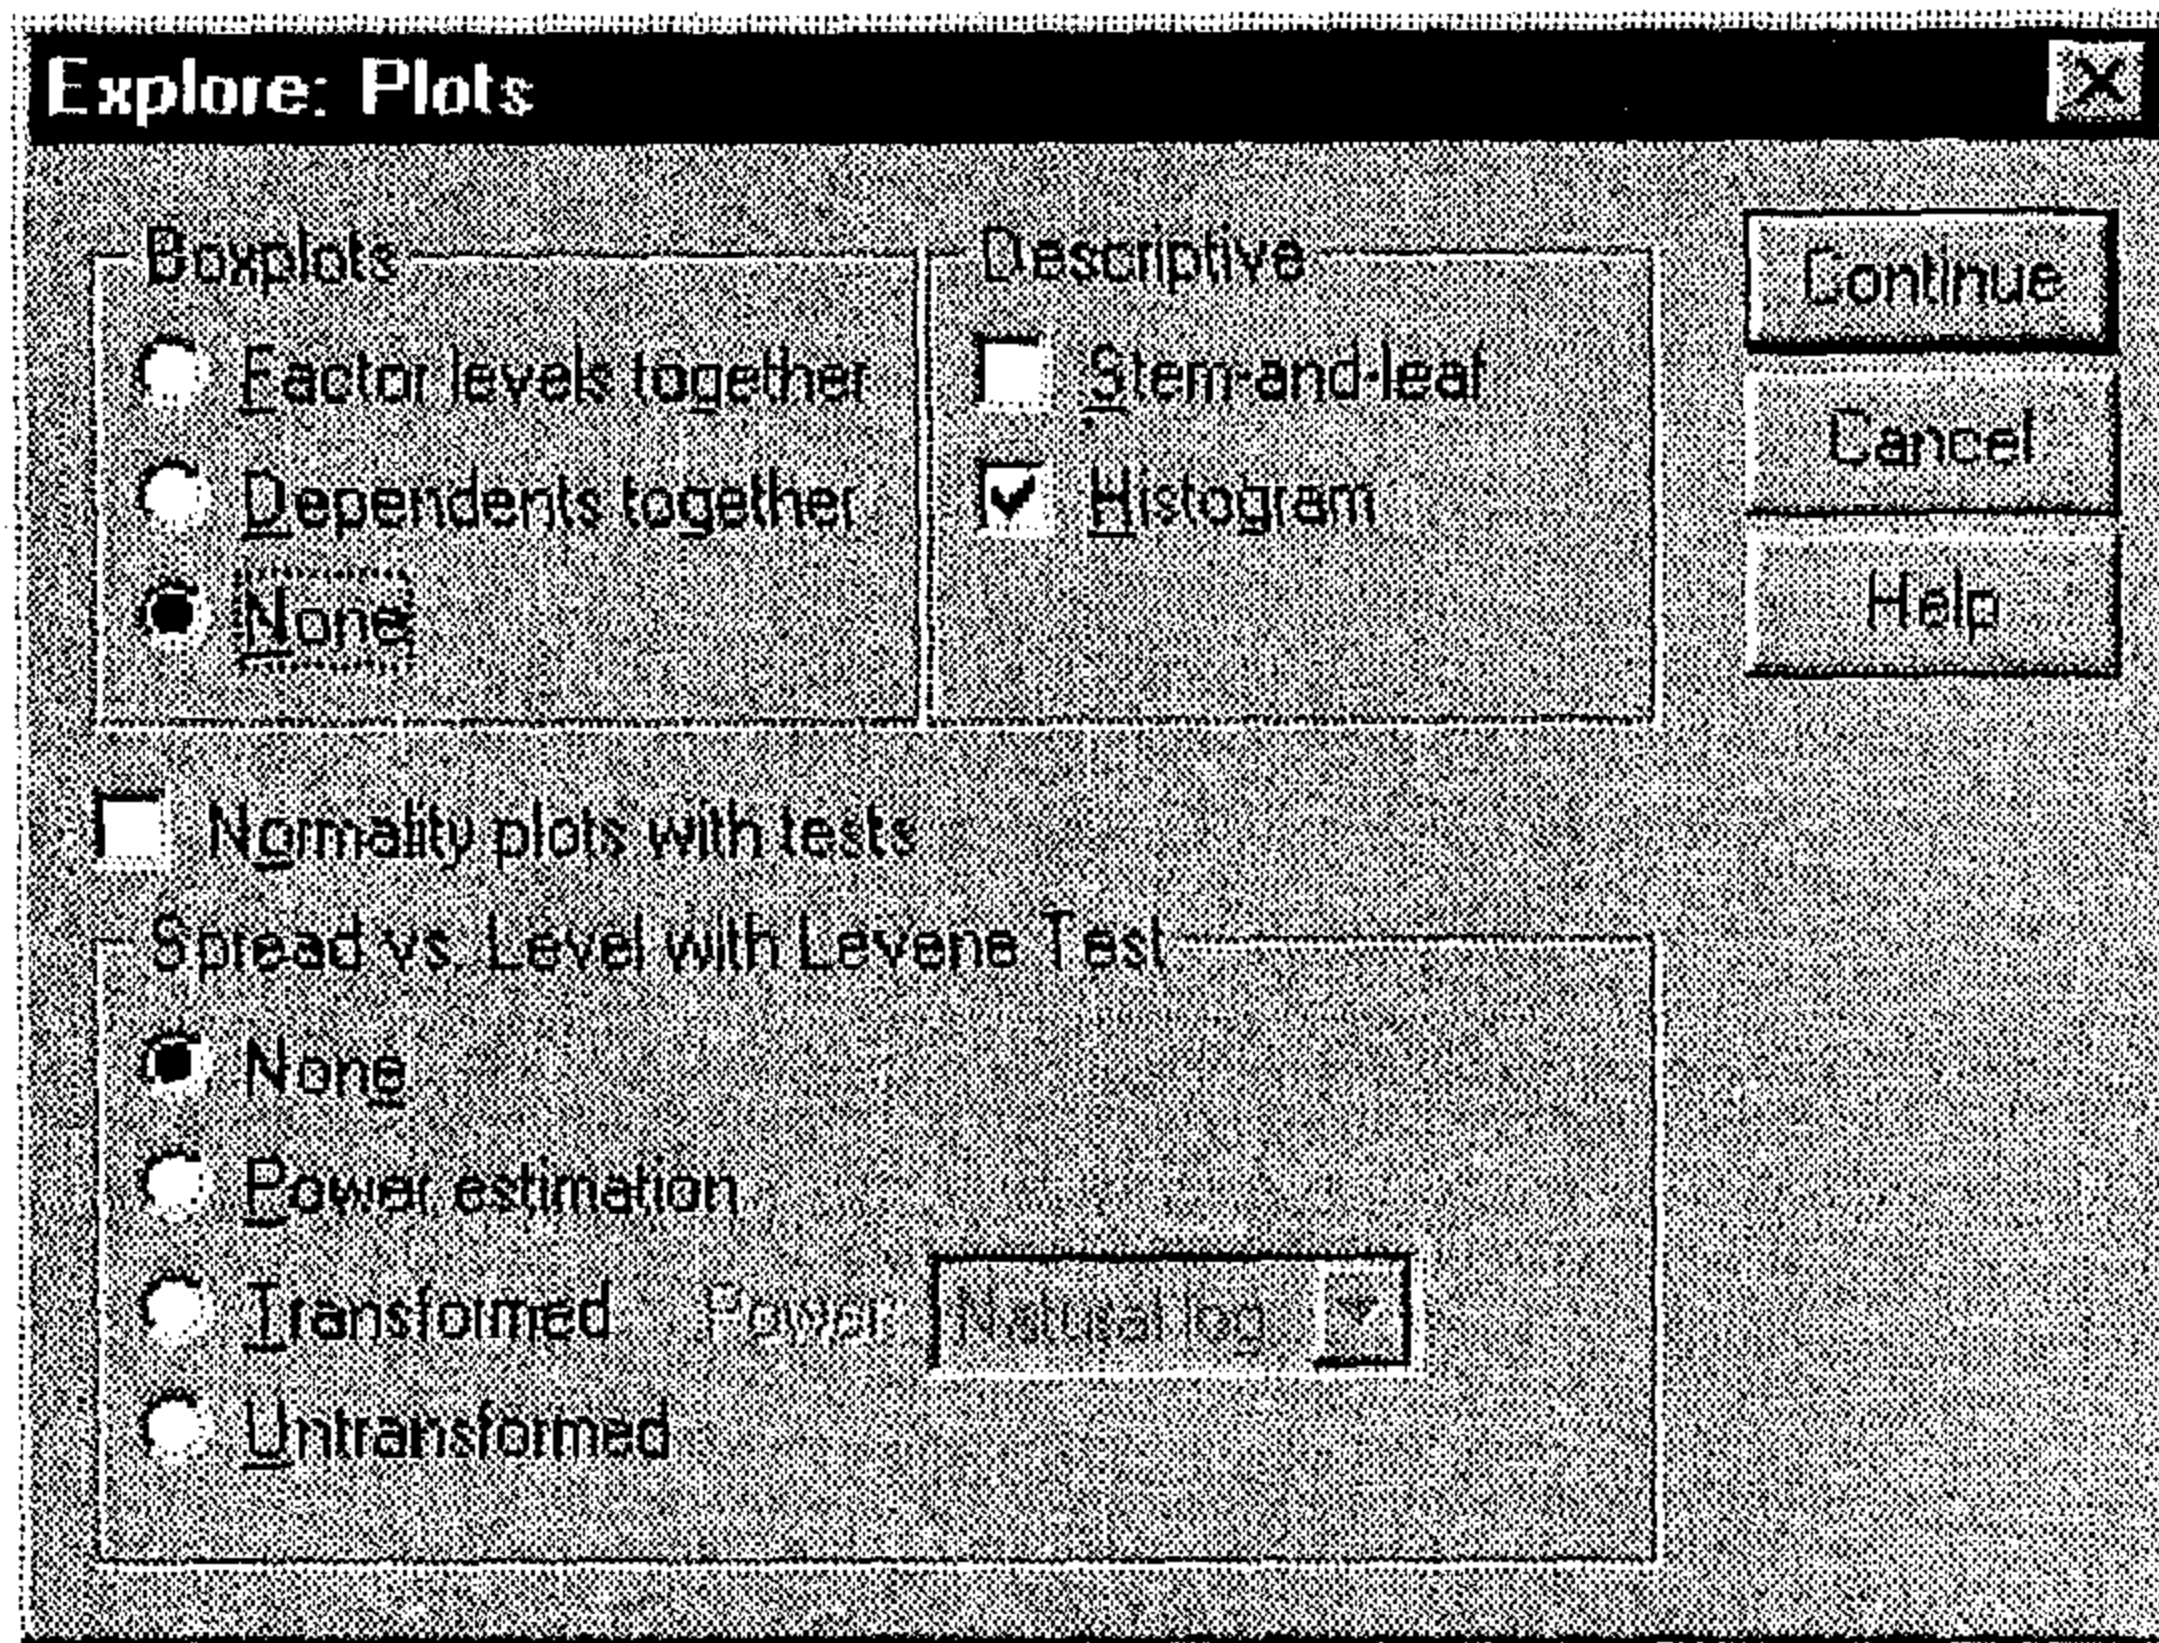 Explore: Plots
Boxplots
Factor levels together
Dependents together
None
Descriptive
Stem-and-leaf
Histogram
Continue
Cancel
Help
Normality plots with tests
Spread vs. Level with Levene Test
None
Power estimation
Transformed Power: Natural log
Untransformed